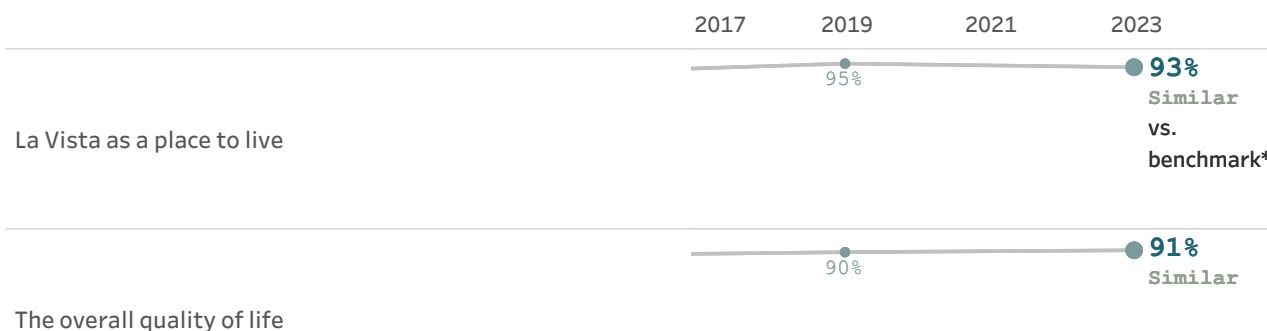 2017 2019 2021 2023
93%
95%
Similar
vs.
La Vista as a place to live
benchmark*
91%
90%
Similar
The overall quality of life